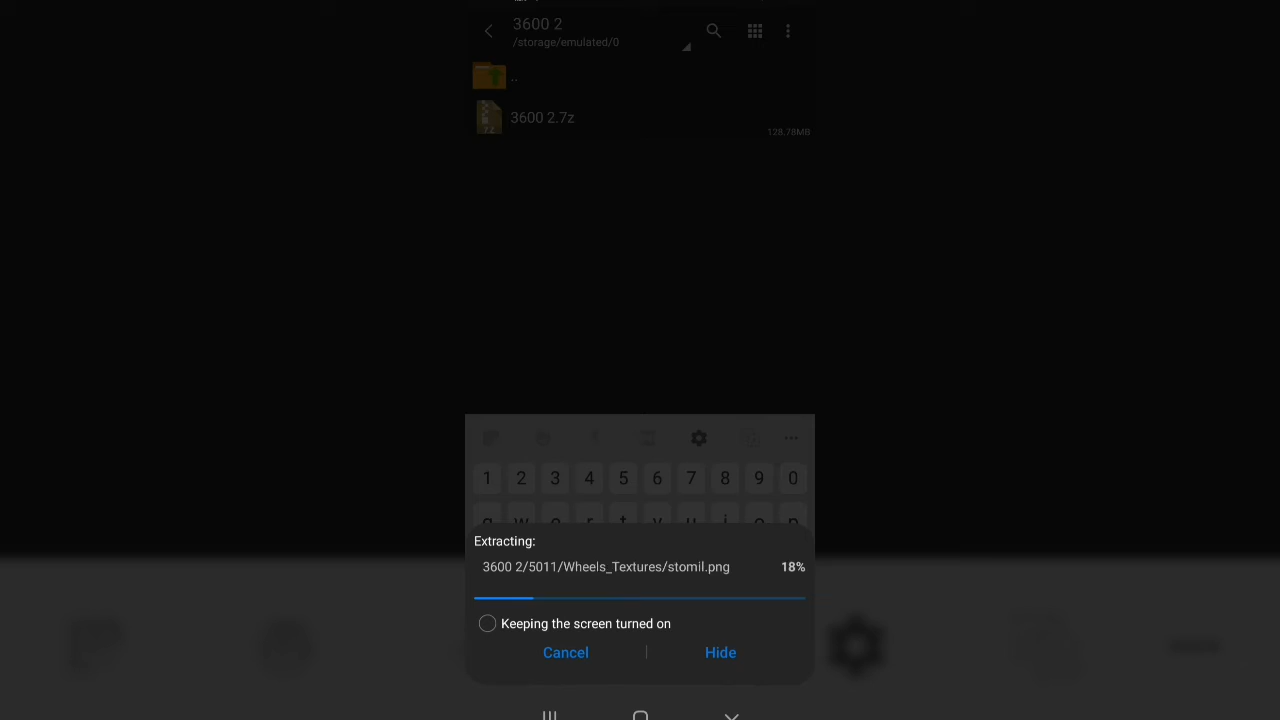 3600 2
/storage/emulated/0
..
3600 2.7z
7Z
128.78MB
1 2 3 4 5 6 7 8 9 0
q w e r t y u i o p
Extracting:
3600 2/5011/Wheels_Textures/stomil.png 18%
Keeping the screen turned on
Cancel | Hide